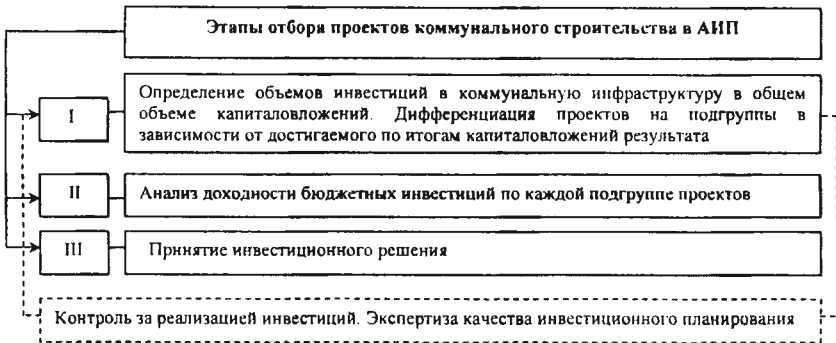 Этапы отбора проектов коммунального строительства в АИП
I
Определение объемов инвестиций в коммунальную инфраструктуру в общем
объеме капиталовложений. Дифференциация проектов на подгруппы в
зависимости от достигаемого по итогам капиталовложений результата
II
Анализ доходности бюджетных инвестиций по каждой подгруппе проектов
III
Принятие инвестиционного решения
Контроль за реализацией инвестиций. Экспертиза качества инвестиционного планирования